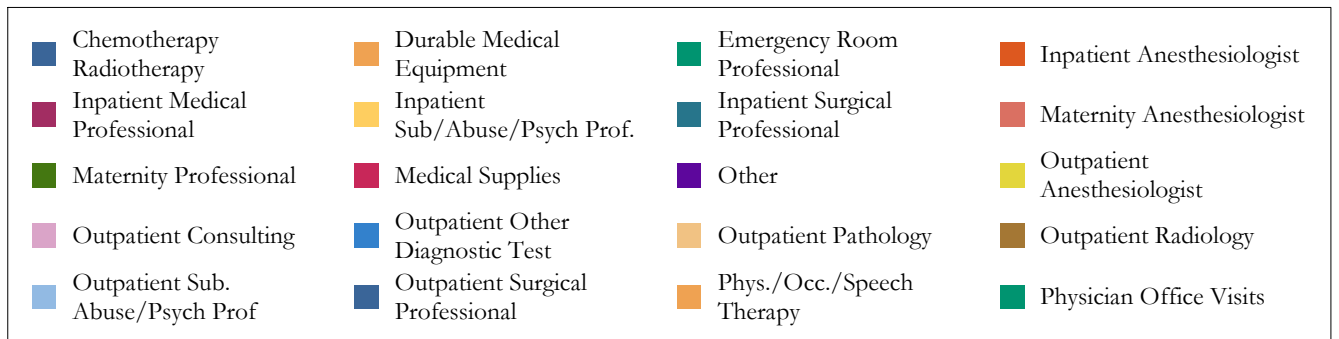 Chemotherapy
Radiotherapy
Durable Medical
Equipment
Emergency Room
Professional
Inpatient Anesthesiologist
Inpatient Medical
Professional
Inpatient
Sub/Abuse/Psych Prof.
Inpatient Surgical
Professional
Maternity Anesthesiologist
Maternity Professional
Medical Supplies
Other
Outpatient
Anesthesiologist
Outpatient Consulting
Outpatient Other
Diagnostic Test
Outpatient Pathology
Outpatient Radiology
Outpatient Sub.
Abuse/Psych Prof
Outpatient Surgical
Professional
Phys./Occ./Speech
Therapy
Physician Office Visits